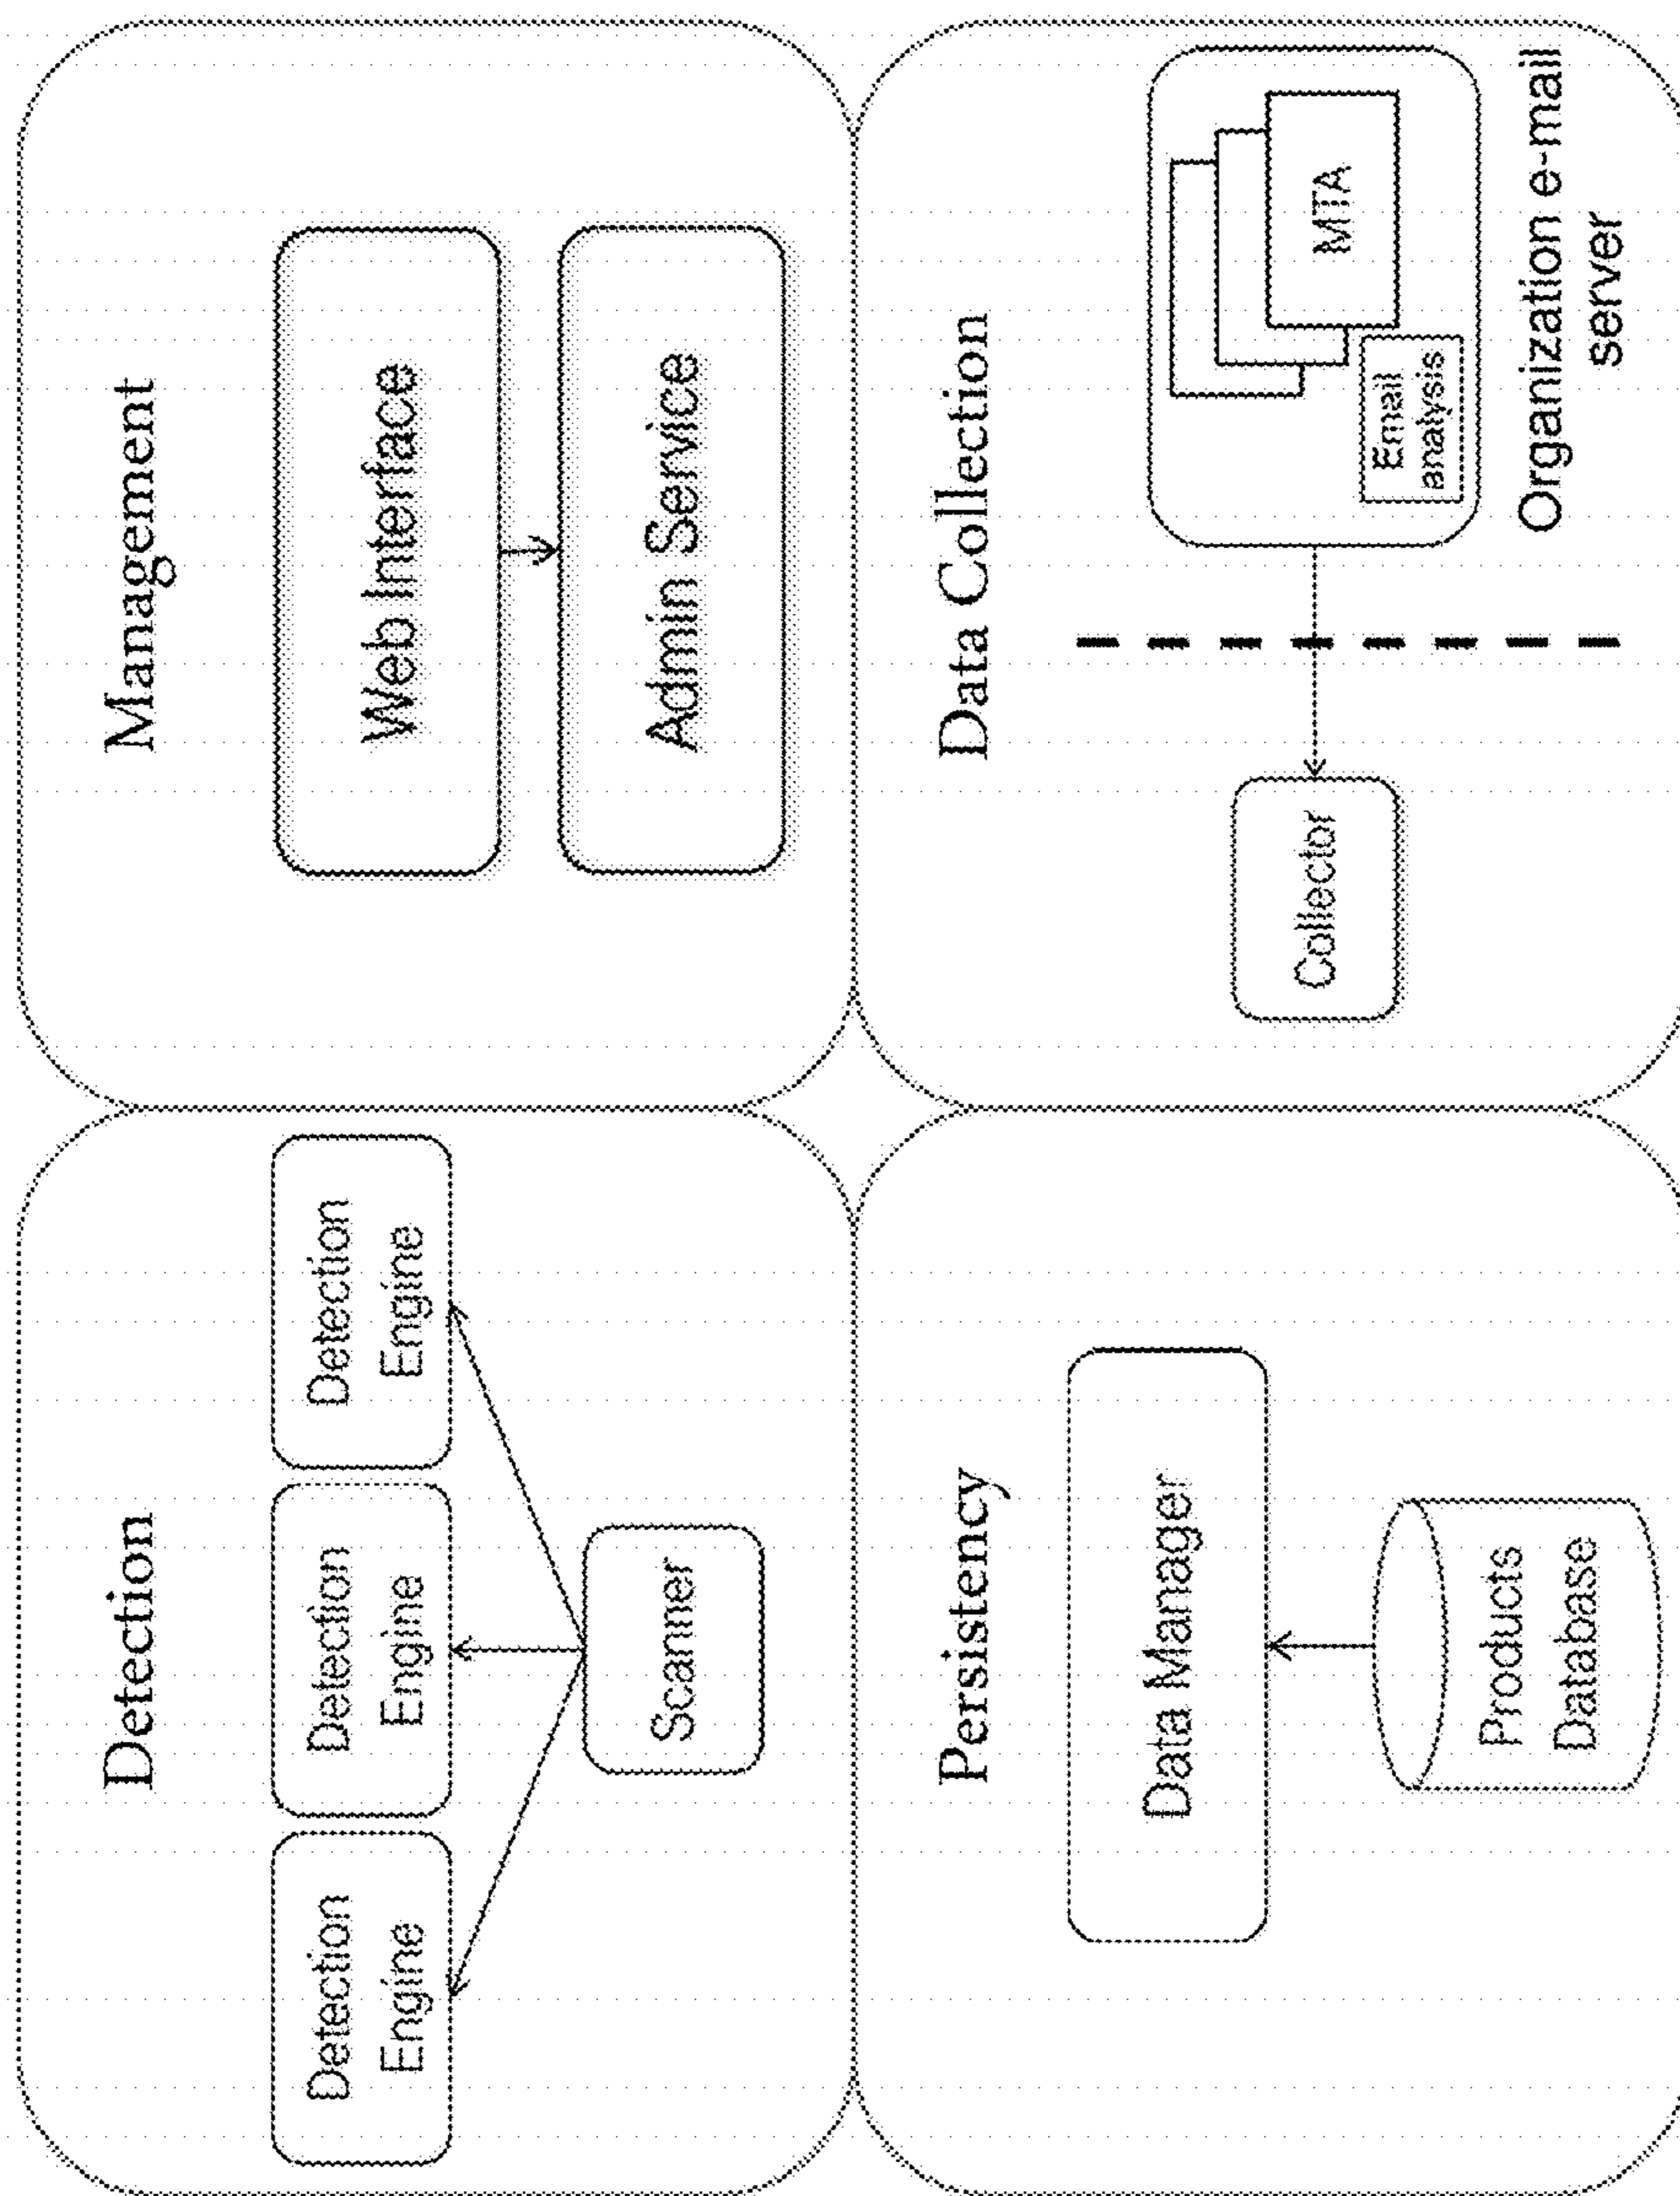 Detection
Detection
Engine
Detection
Engine
Detection
Engine
Scanner
Management
Web Interface
Admin Service
Persistency
Data Manager
Products
Database
Data Collection
Collector
MTA
Email
analysis
Organization e-mail
server